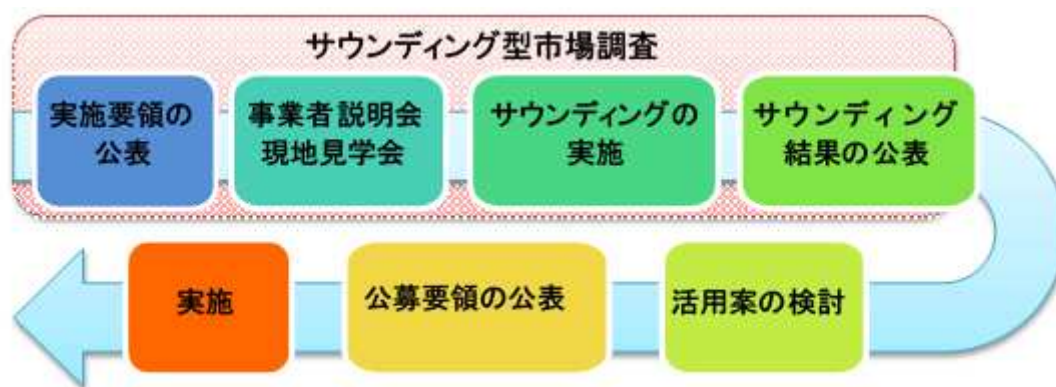 サウンディング型市場調査
実施要領の
公表
事業者説明会
現地見学会
サウンディングの
実施
サウンディング
結果の公表
活用案の検討
公募要領の公表
実施